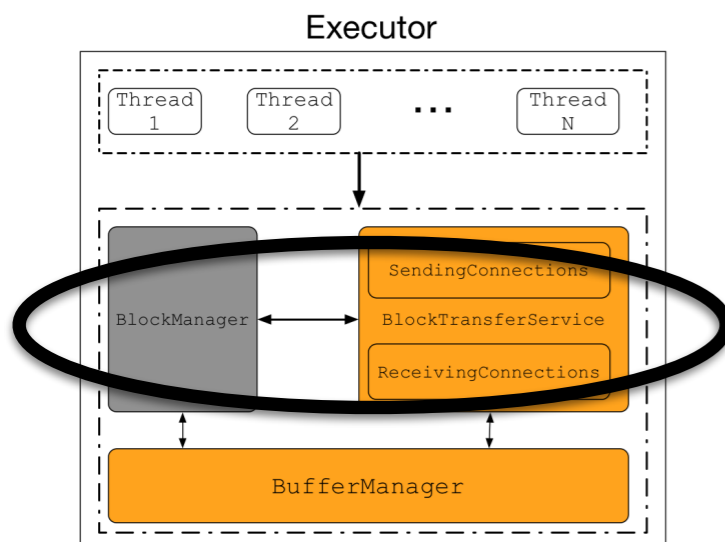 Executor
Thread
1
Thread
2
...
Thread
N
SendingConnections
BlockManager
BlockTransferService
ReceivingConnections
BufferManager